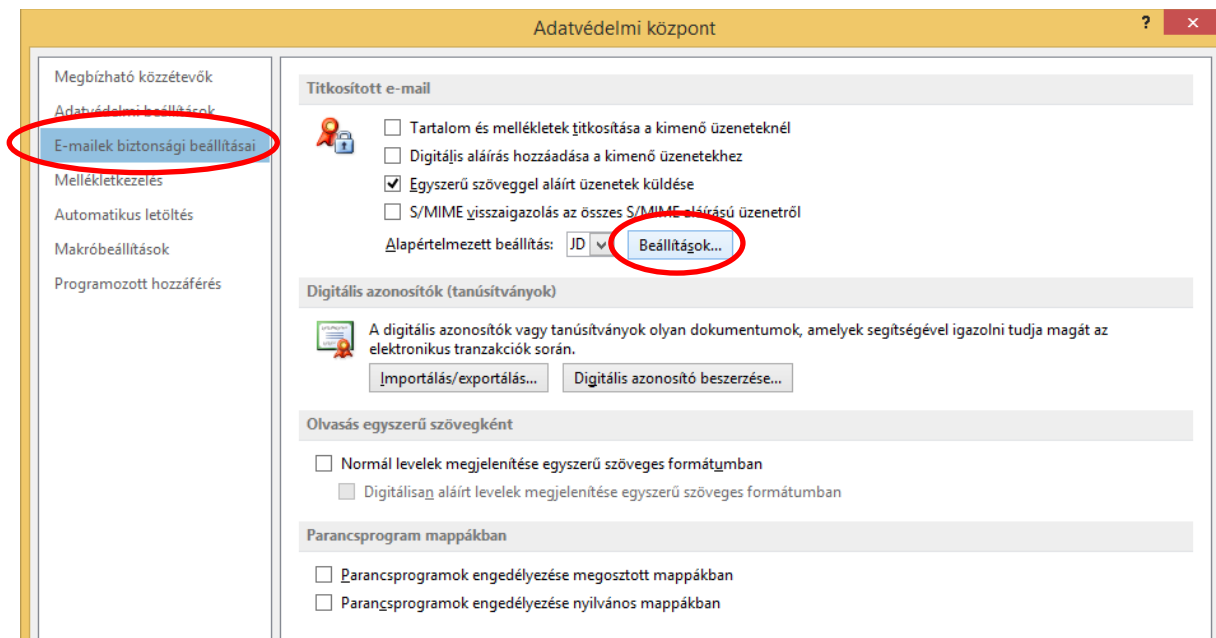 Adatvédelmi központ
?
Megbízható közzétevők
Adatvédelmi beállítások
E-mailek biztonsági beállításai
Mellékletkezelés
Automatikus letöltés
Makróbeállítások
Programozott hozzáférés
Titkosított e-mail
Tartalom és mellékletek titkosítása a kimenő üzeneteknél
Digitális aláírás hozzáadása a kimenő üzenetekhez
Egyszerű szöveggel aláírt üzenetek küldése
S/MIME visszaigazolás az összes S/MIME aláírású üzenetről
Alapértelmezett beállítás: JD Beállítások...
Digitális azonosítók (tanúsítványok)
A digitális azonosítók vagy tanúsítványok olyan dokumentumok, amelyek segítségével igazolni tudja magát az
elektronikus tranzakciók során.
Importálás/exportálás... Digitális azonosító beszerzése...
Olvasás egyszerű szövegként
Normál levelek megjelenítése egyszerű szöveges formátumban
Digitálisan aláírt levelek megjelenítése egyszerű szöveges formátumban
Parancsprogram mappákban
Parancsprogramok engedélyezése megosztott mappákban
Parancsprogramok engedélyezése nyilvános mappákban